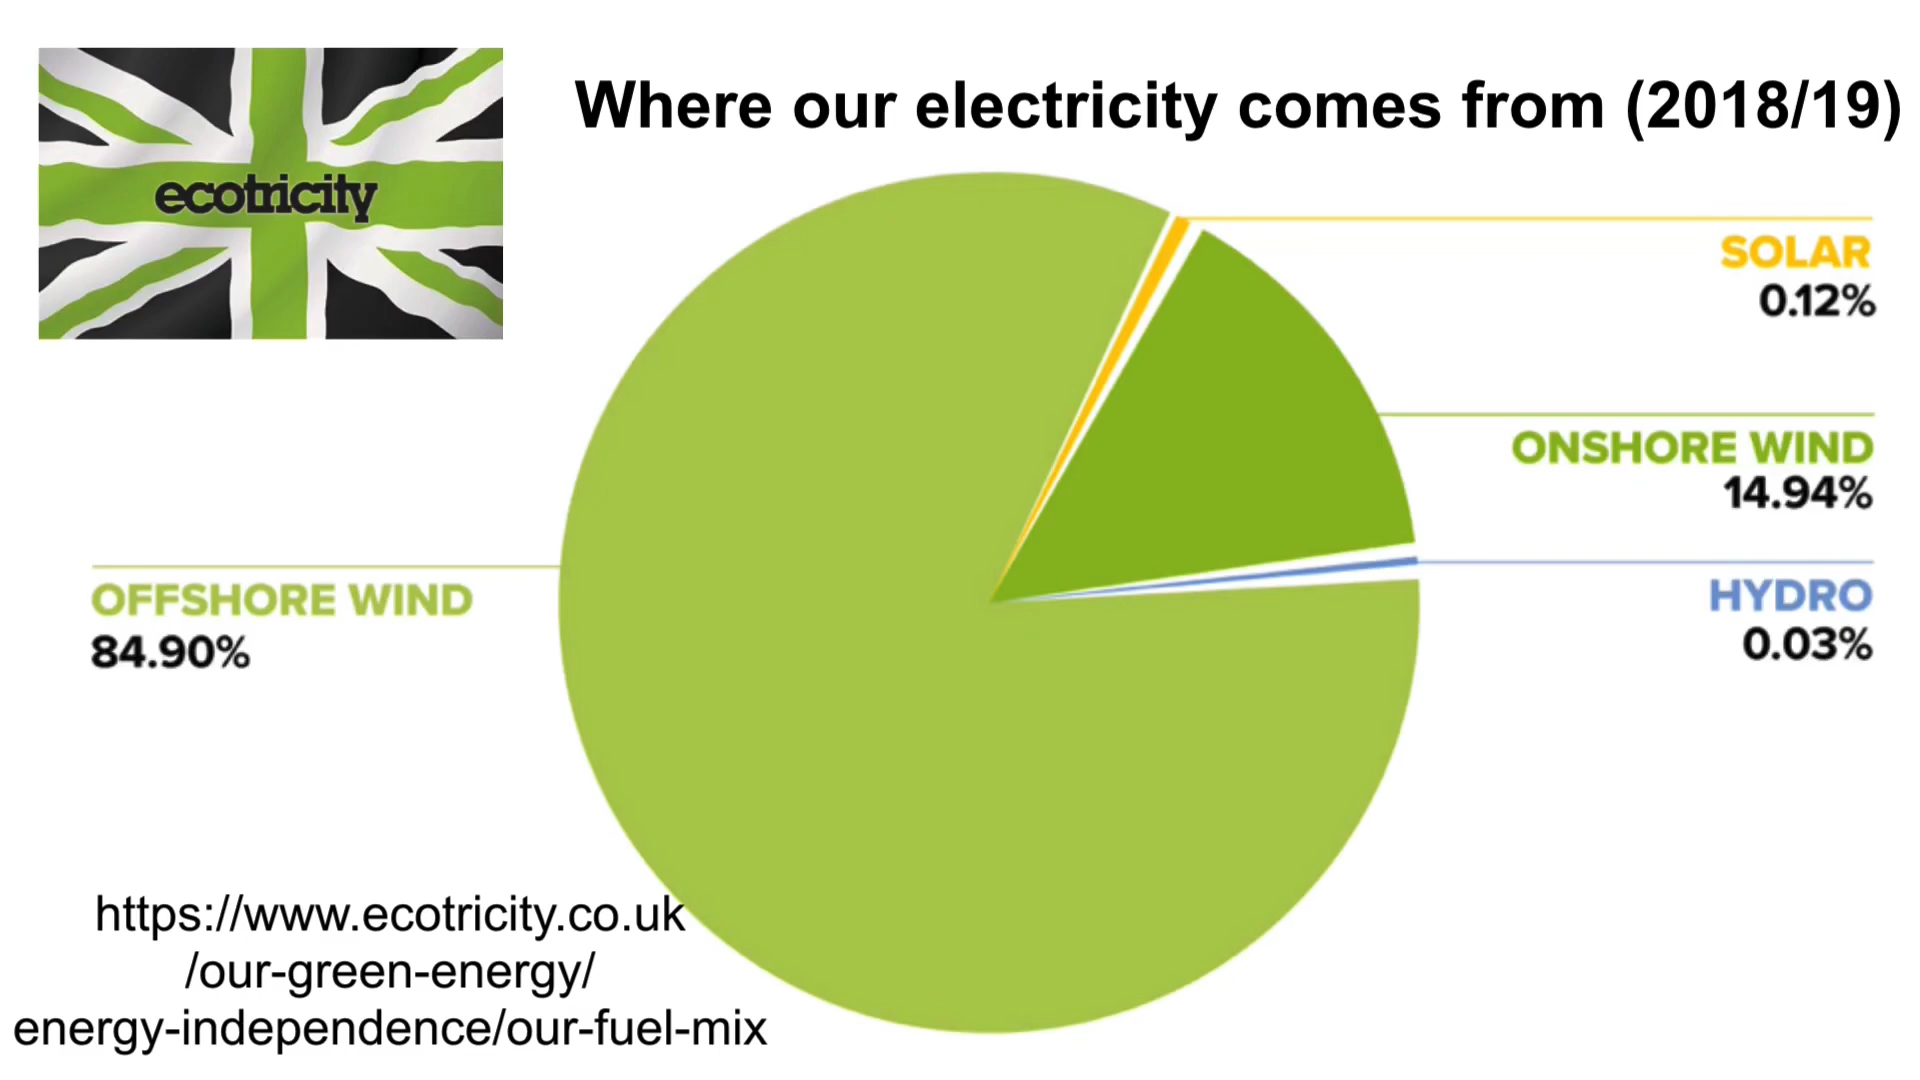 ecotricity
Where our electricity comes from (2018/19)
SOLAR
0.12%
ONSHORE WIND
14.94%
HYDRO
0.03%
OFFSHORE WIND
84.90%
https://www.ecotricity.co.uk
/our-green-energy/
energy-independence/our-fuel-mix